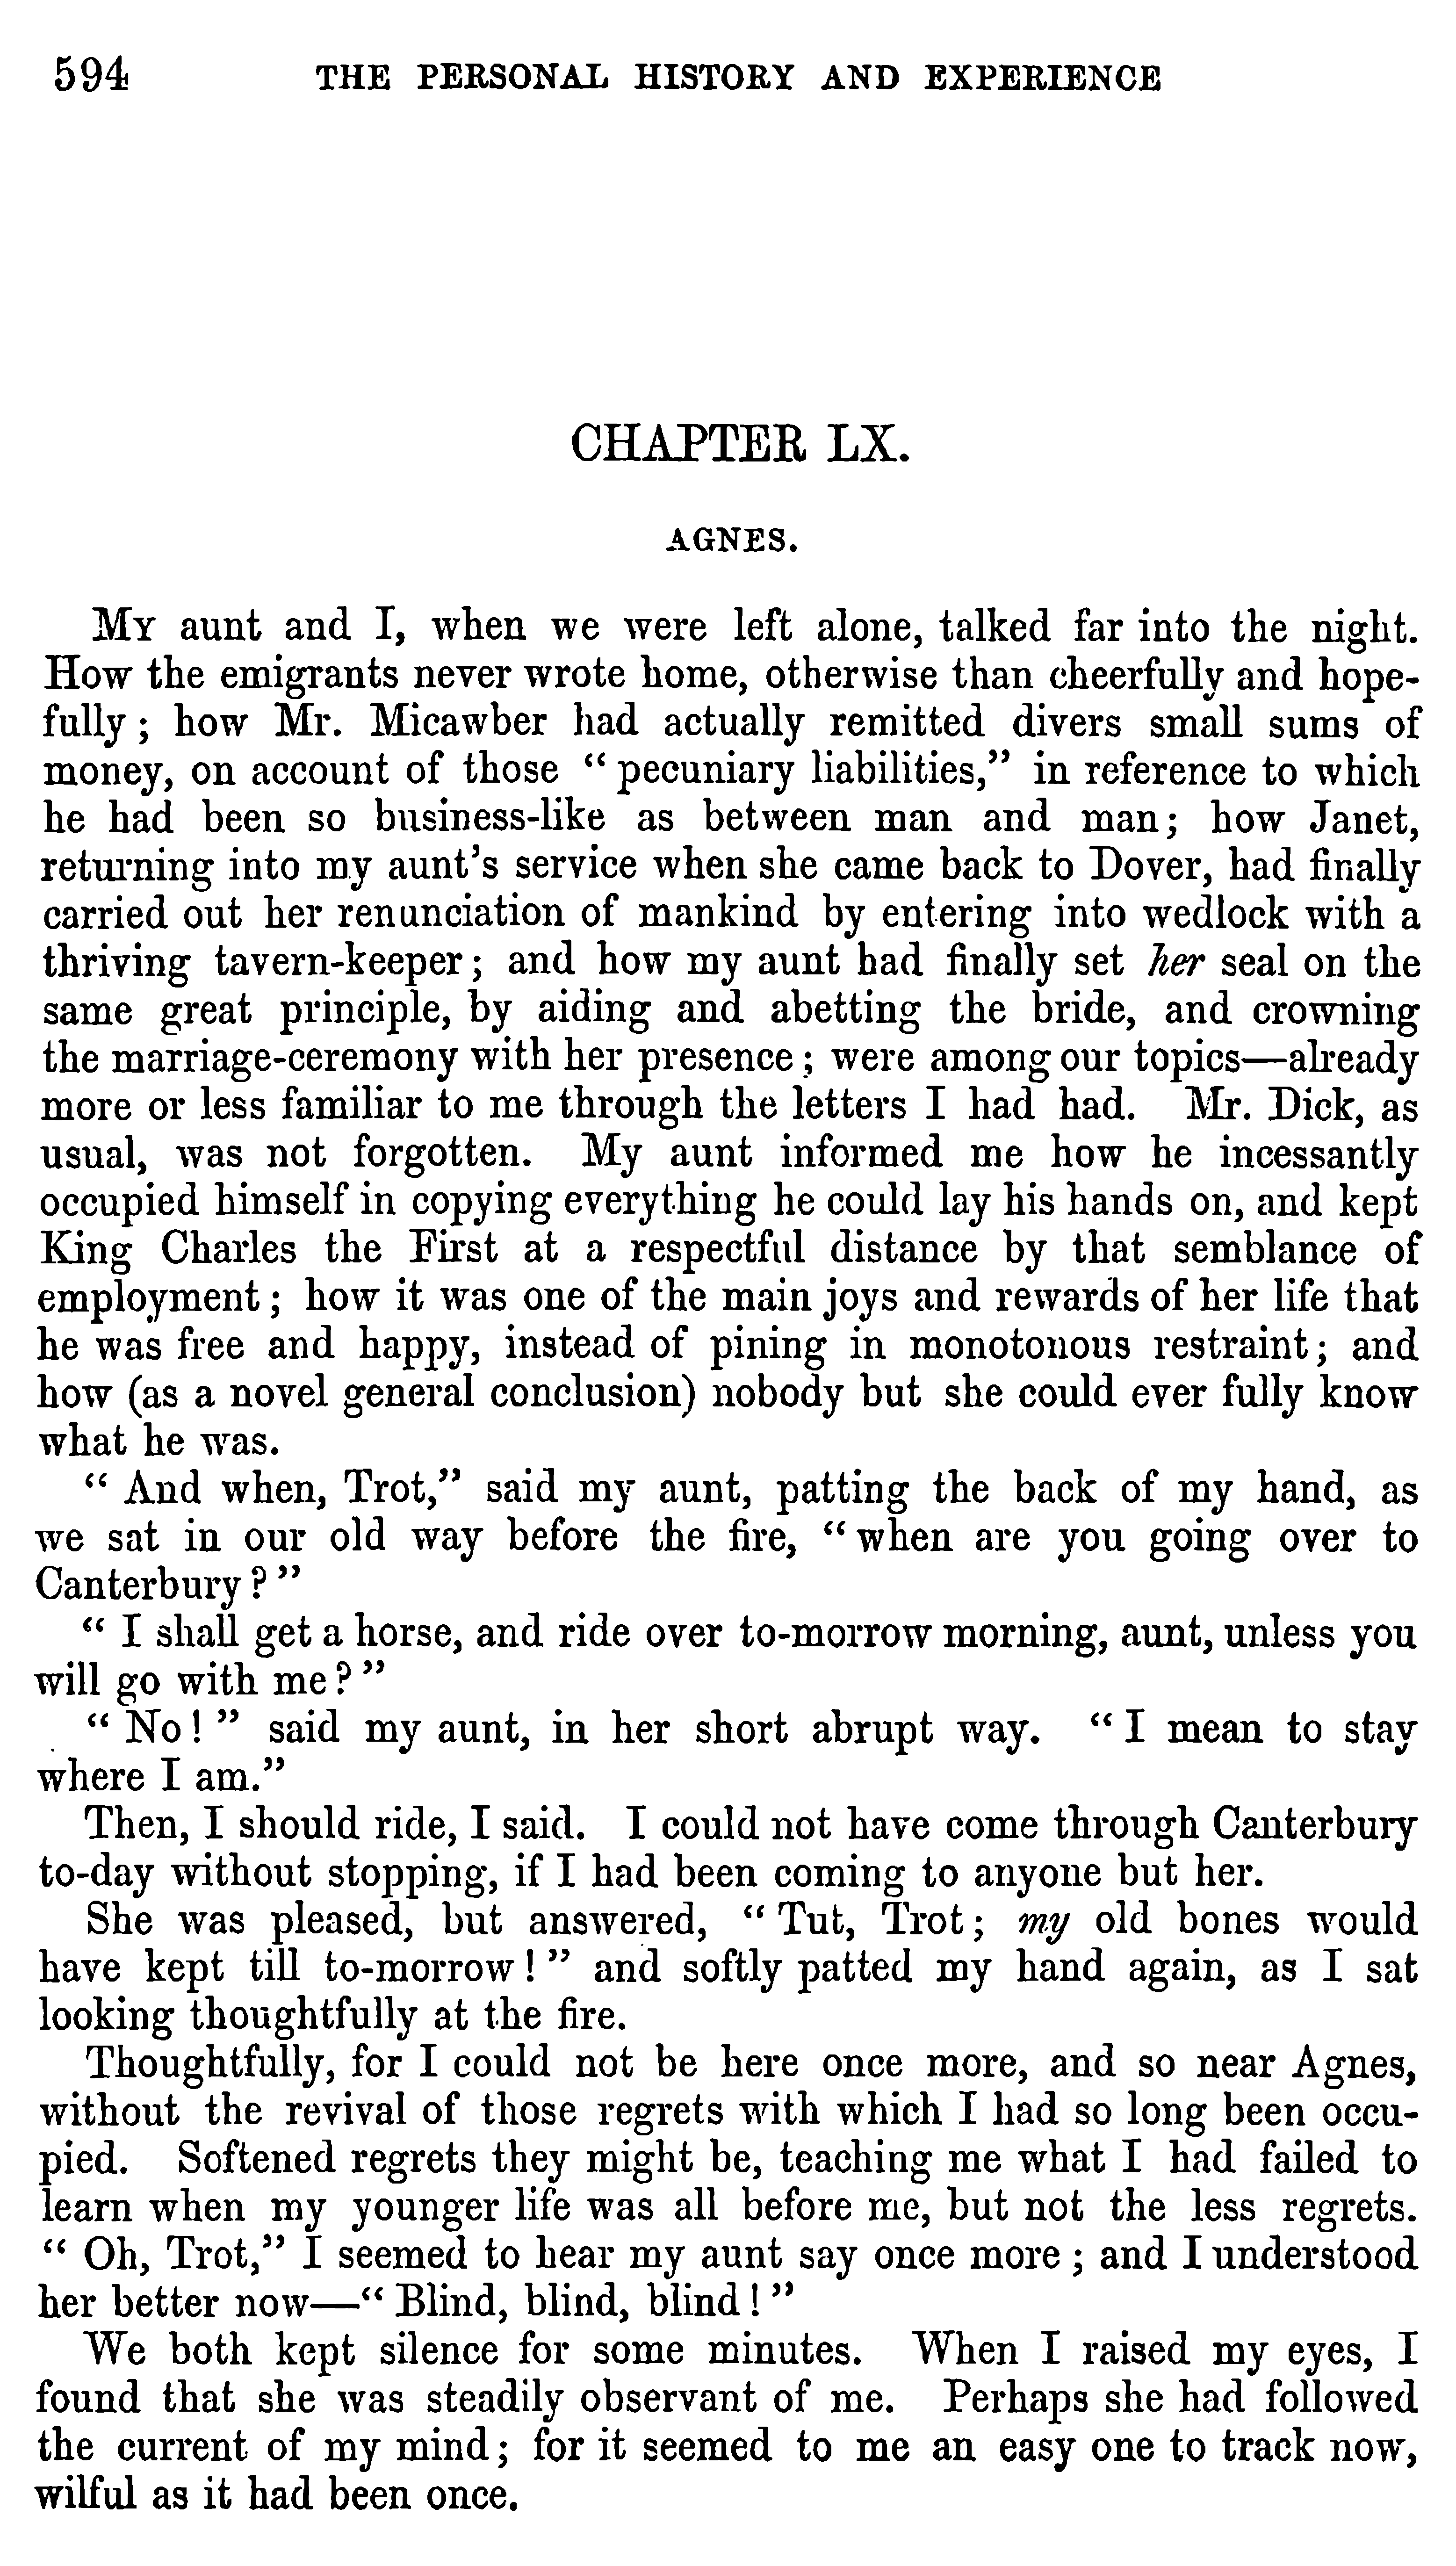 594 THE PERSONAL HISTORY AND EXPERIENCE
CHAPTER LX.
AGNES.
MY aunt and I, when we were left alone, talked far into the night.
How the emigrants never wrote home, otherwise than cheerfully and hope-
fully; how Mr. Micawber had actually remitted divers small sums of
money, on account of those "pecuniary liabilities," in reference to which
he had been so business-like as between man and man; how Janet,
returning into my aunt's service when she came back to Dover, had finally
carried out her renunciation of mankind by entering into wedlock with a
thriving tavern-keeper; and how my aunt had finally set her seal on the
same great principle, by aiding and abetting the bride, and crowning
the marriage-ceremony with her presence; were among our topics—already
more or less familiar to me through the letters I had had. Mr. Dick, as
usual, was not forgotten. My aunt informed me how he incessantly
occupied himself in copying everything he could lay his hands on, and kept
King Charles the First at a respectful distance by that semblance of
employment; how it was one of the main joys and rewards of her life that
he was free and happy, instead of pining in monotonous restraint; and
how (as a novel general conclusion) nobody but she could ever fully know
what he was.
"And when, Trot," said my aunt, patting the back of my hand, as
we sat in our old way before the fire, "when are you going over to
Canterbury?"
"I shall get a horse, and ride over to-morrow morning, aunt, unless you
will go with me?"
"No!" said my aunt, in her short abrupt way. "I mean to stay
where I am."
Then, I should ride, I said. I could not have come through Canterbury
to-day without stopping, if I had been coming to anyone but her.
She was pleased, but answered, "Tut, Trot; my old bones would
have kept till to-morrow!" and softly patted my hand again, as I sat
looking thoughtfully at the fire.
Thoughtfully, for I could not be here once more, and so near Agnes,
without the revival of those regrets with which I had so long been occu-
pied. Softened regrets they might be, teaching me what I had failed to
learn when my younger life was all before me, but not the less regrets.
"Oh, Trot," I seemed to hear my aunt say once more; and I understood
her better now—"Blind, blind, blind!"
We both kept silence for some minutes. When I raised my eyes, I
found that she was steadily observant of me. Perhaps she had followed
the current of my mind; for it seemed to me an easy one to track now,
wilful as it had been once.